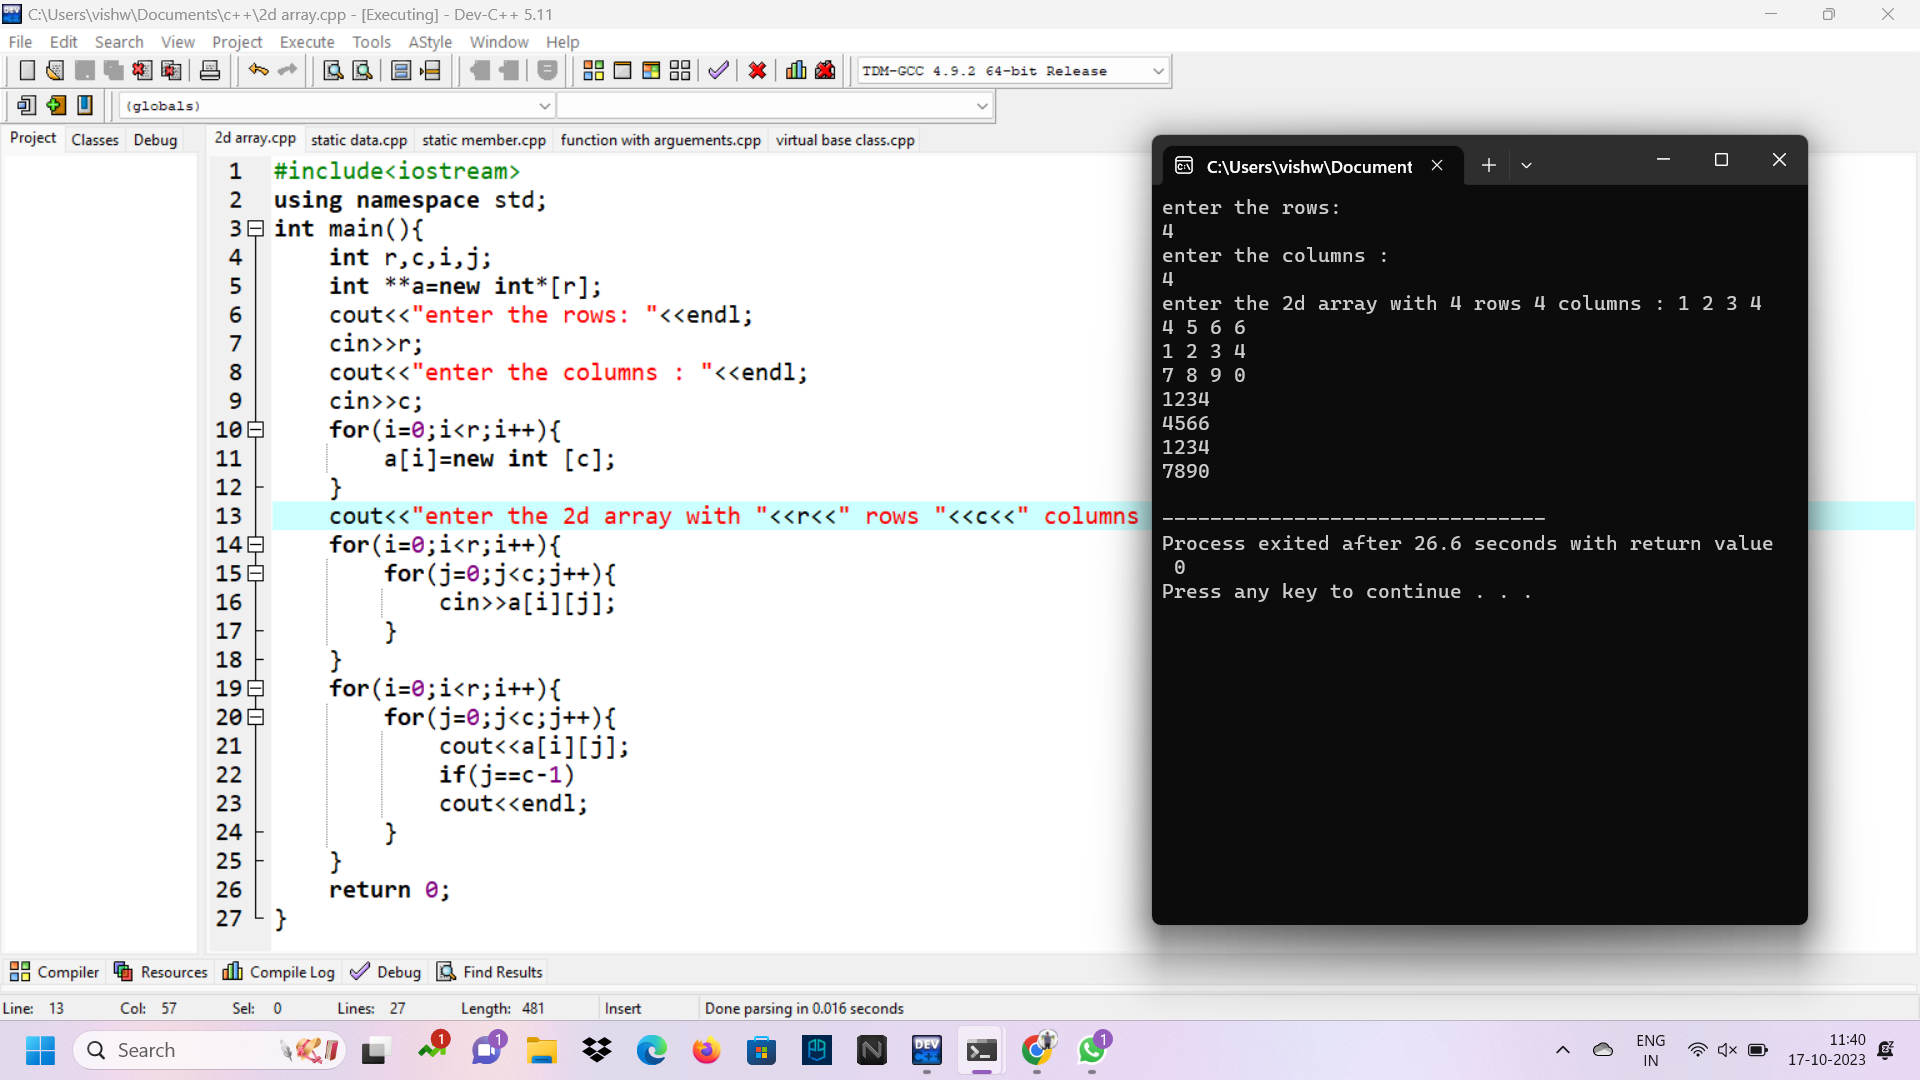 C:\Users\vishw\Documents\c++\2d array.cpp - [Executing] - Dev-C++ 5.11
File Edit Search View Project Execute Tools AStyle Window Help
TDM-GCC 4.9.2 64-bit Release
(globals)
Project Classes Debug
2d array.cpp static data.cpp static member.cpp function with arguements.cpp virtual base class.cpp
1 #include<iostream>
2 using namespace std;
3 int main(){
4 int r,c,i,j;
5 int **a=new int*[r];
6 cout<<"enter the rows: "<<endl;
7 cin>>r;
8 cout<<"enter the columns : "<<endl;
9 cin>>c;
10 for(i=0;i<r;i++){
11 a[i]=new int [c];
12 }
13 cout<<"enter the 2d array with "<<r<<" rows "<<c<<" columns
14 for(i=0;i<r;i++){
15 for(j=0;j<c;j++){
16 cin>>a[i][j];
17 }
18 }
19 for(i=0;i<r;i++){
20 for(j=0;j<c;j++){
21 cout<<a[i][j];
22 if(j==c-1)
23 cout<<endl;
24 }
25 }
26 return 0;
27 }
C:\Users\vishw\Document
enter the rows:
4
enter the columns :
4
enter the 2d array with 4 rows 4 columns : 1 2 3 4
4 5 6 6
1 2 3 4
7 8 9 0
1234
4566
1234
7890
--------------------------------
Process exited after 26.6 seconds with return value
0
Press any key to continue . . .
Compiler Resources Compile Log Debug Find Results
Line: 13 Col: 57 Sel: 0 Lines: 27 Length: 481 Insert Done parsing in 0.016 seconds
Search
1
1
DEV C++
1
ENG
IN
11:40
17-10-2023